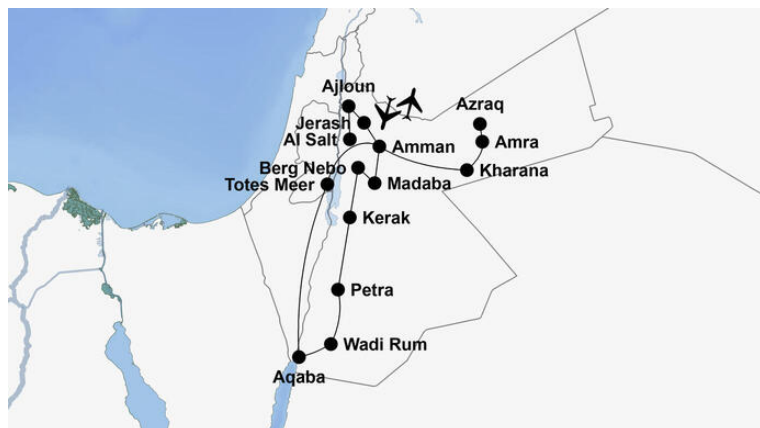 Ajloun
Azraq
Jerash
Al Salt
Amman
Amra
Berg Nebo
Kharana
Totes Meer
Madaba
Kerak
Petra
Wadi Rum
Aqaba